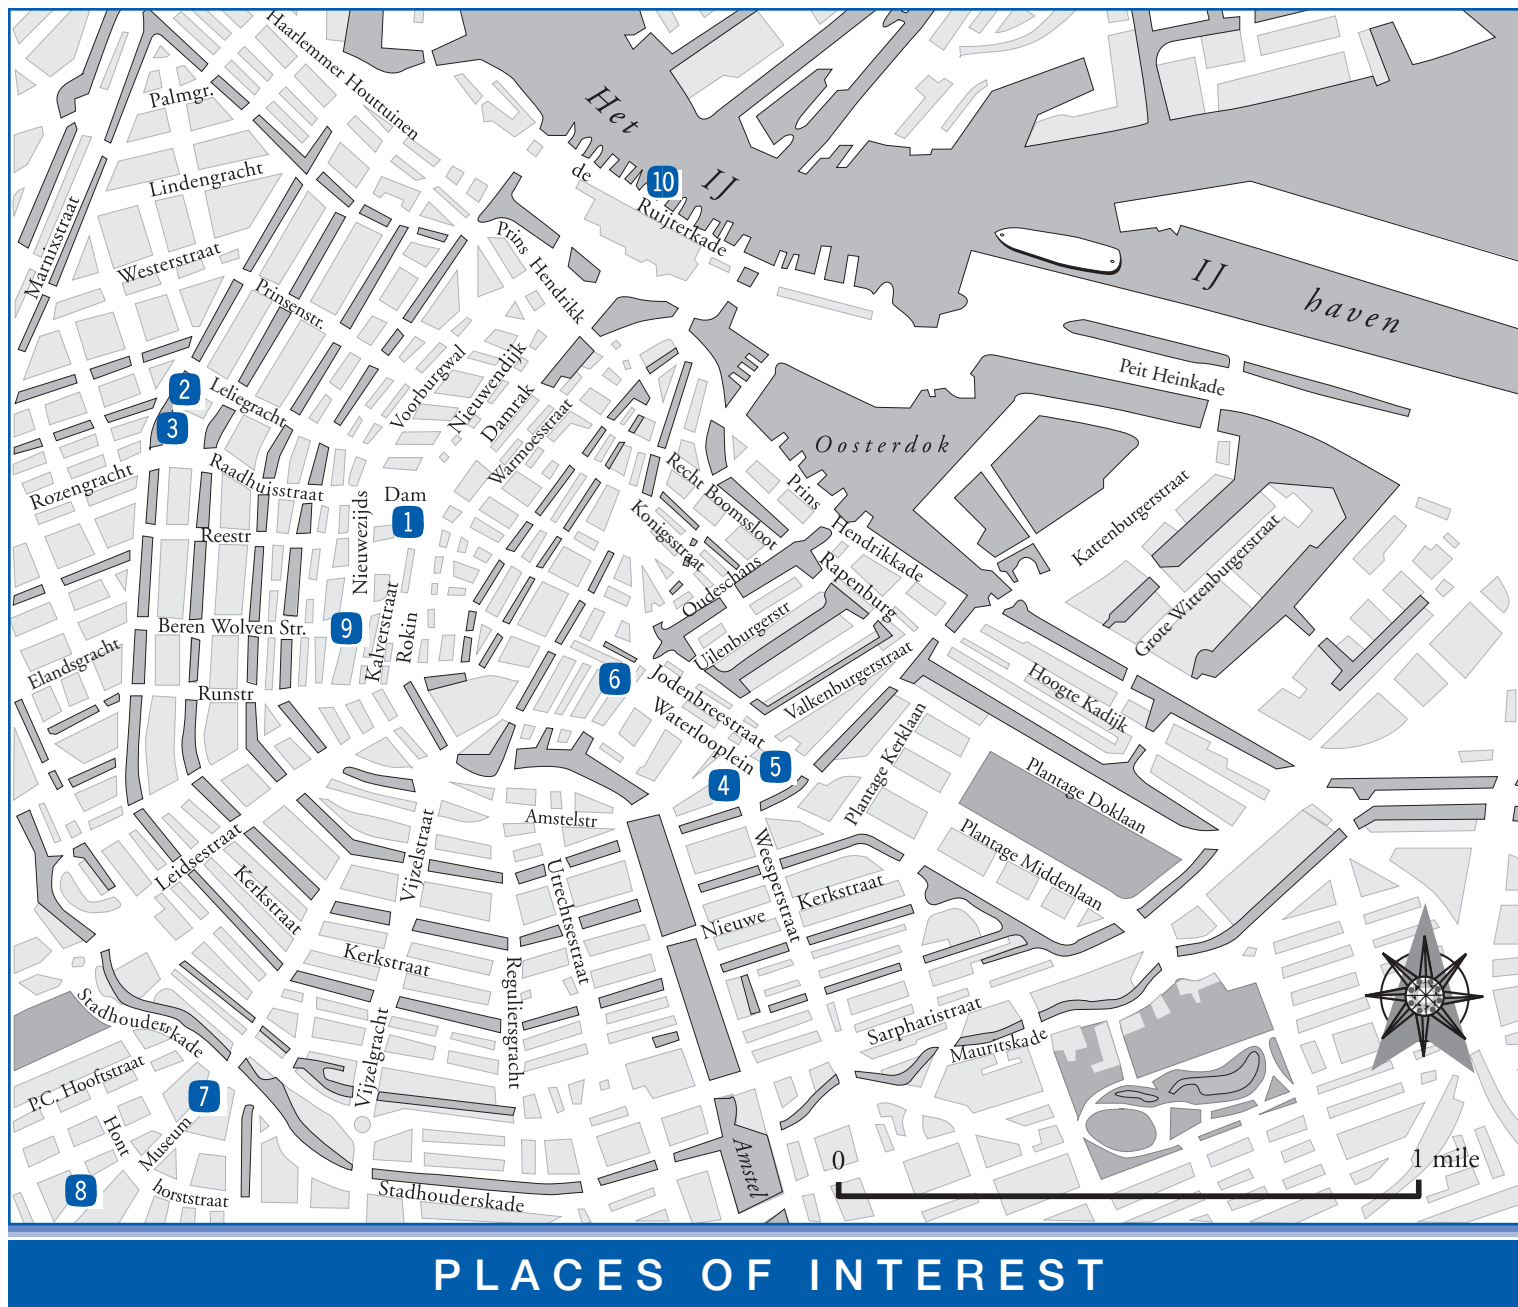 Haarlemmer Houttuinen
Palmgr.
Het
IJ
10
de
Ruijterkade
Lindengracht
Marnixstraat
Westerstraat
Prins Hendrikk
IJ haven
Prinsenstr.
Peit Heinkade
Voorburgwal
Nieuwendijk
Damrak
Warmoesstraat
2
Leliegracht
3
Oosterdok
Raadhuisstraat
Rozengracht
Recht Boomssloot
Prins
Hendrikkade
Dam
1
Nieuwezijds
Konigsstraat
Kattenburgerstraat
Reestr
Grote Wittenburgerstraat
Oudeschans
Rapenburg
Kalverstraat
Rokin
9
Beren Wolven Str.
Uilenburgerstr
Elandsgracht
6
Jodenbreestraat
Valkenburgerstraat
Hoogte Kadijk
Runstr
Waterlooplein
Plantage Kerklaan
5
4
Plantage Doklaan
Amstelstr
Vijzelstraat
Leidsestraat
Plantage Middenlaan
Weesperstraat
Kerkstraat
Utrechtsestraat
Nieuwe Kerkstraat
Kerkstraat
Reguliersgracht
Stadhouderskade
Vijzelgracht
Sarphatistraat
Mauritskade
P.C. Hooftstraat
7
Hont
Museum
horststraat
8
Stadhouderskade
Amstel
0
1 mile
PLACES OF INTEREST